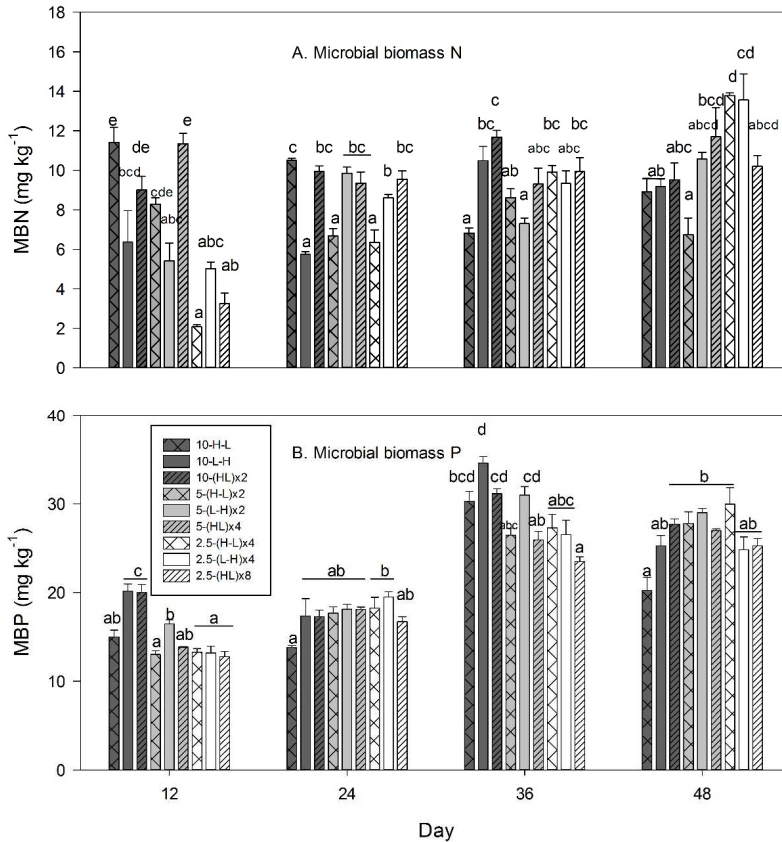 18
16
14
12
10
8
6
4
2
0
MBN (mg kg-1)
A. Microbial biomass N
e
bcd
de
cde
abc
e
a
abc
ab
c
a
bc
a
bc
a
b
bc
a
bc
c
ab
a
abc
bc
abc
bc
ab
abc
a
abcd
bcd
d
cd
abcd
40
30
20
10
0
MBP (mg kg-1)
B. Microbial biomass P
10-H-L
10-L-H
10-(HL)x2
5-(H-L)x2
5-(L-H)x2
5-(HL)x4
2.5-(H-L)x4
2.5-(L-H)x4
2.5-(HL)x8
ab
c
a
b
ab
a
a
ab
b
ab
bcd
d
cd
abc
cd
ab
abc
a
a
ab
b
ab
12
24
36
48
Day